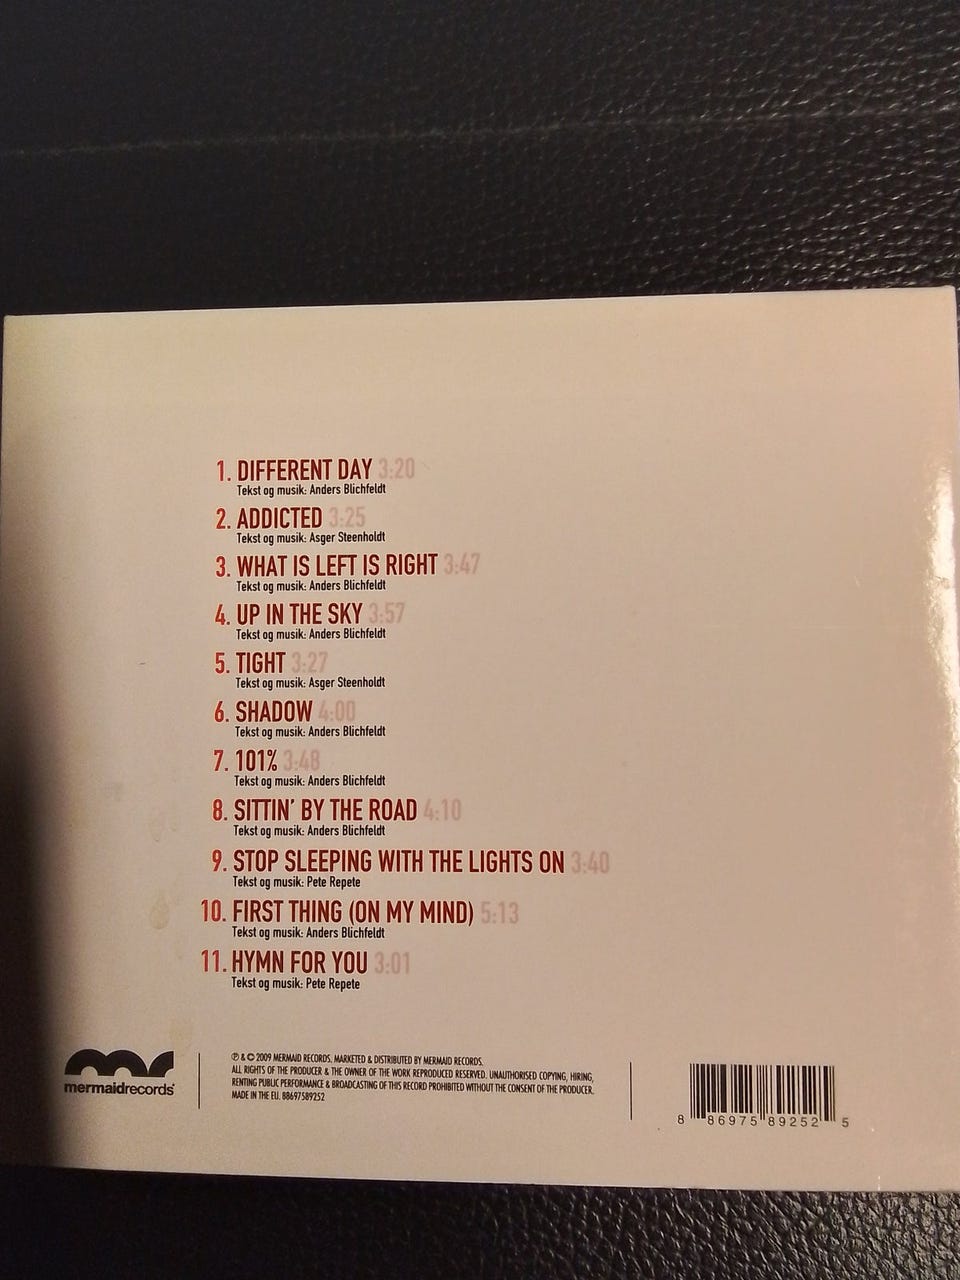 1. DIFFERENT DAY 3:20
Tekst og musik: Anders Blichfeldt
2. ADDICTED 3:25
Tekst og musik: Asger Steenholdt
3. WHAT IS LEFT IS RIGHT 3:47
Tekst og musik: Anders Blichfeldt
4. UP IN THE SKY 3:57
Tekst og musik: Anders Blichfeldt
5. TIGHT 3:27
Tekst og musik: Asger Steenholdt
6. SHADOW 4:00
Tekst og musik: Anders Blichfeldt
7. 101% 3:48
Tekst og musik: Anders Blichfeldt
8. SITTIN' BY THE ROAD 4:10
Tekst og musik: Anders Blichfeldt
9. STOP SLEEPING WITH THE LIGHTS ON 3:40
Tekst og musik: Pete Repete
10. FIRST THING (ON MY MIND) 5:13
Tekst og musik: Anders Blichfeldt
11. HYMN FOR YOU 3:01
Tekst og musik: Pete Repete
mermaidrecords
℗ & © 2009 MERMAID RECORDS. MARKETED & DISTRIBUTED BY MERMAID RECORDS.
ALL RIGHTS OF THE PRODUCER & THE OWNER OF THE WORK REPRODUCED RESERVED. UNAUTHORISED COPYING, HIRING,
RENTING PUBLIC PERFORMANCE & BROADCASTING OF THIS RECORD PROHIBITED WITHOUT THE CONSENT OF THE PRODUCER.
MADE IN THE EU. 88697589252
8 86975 89252 5